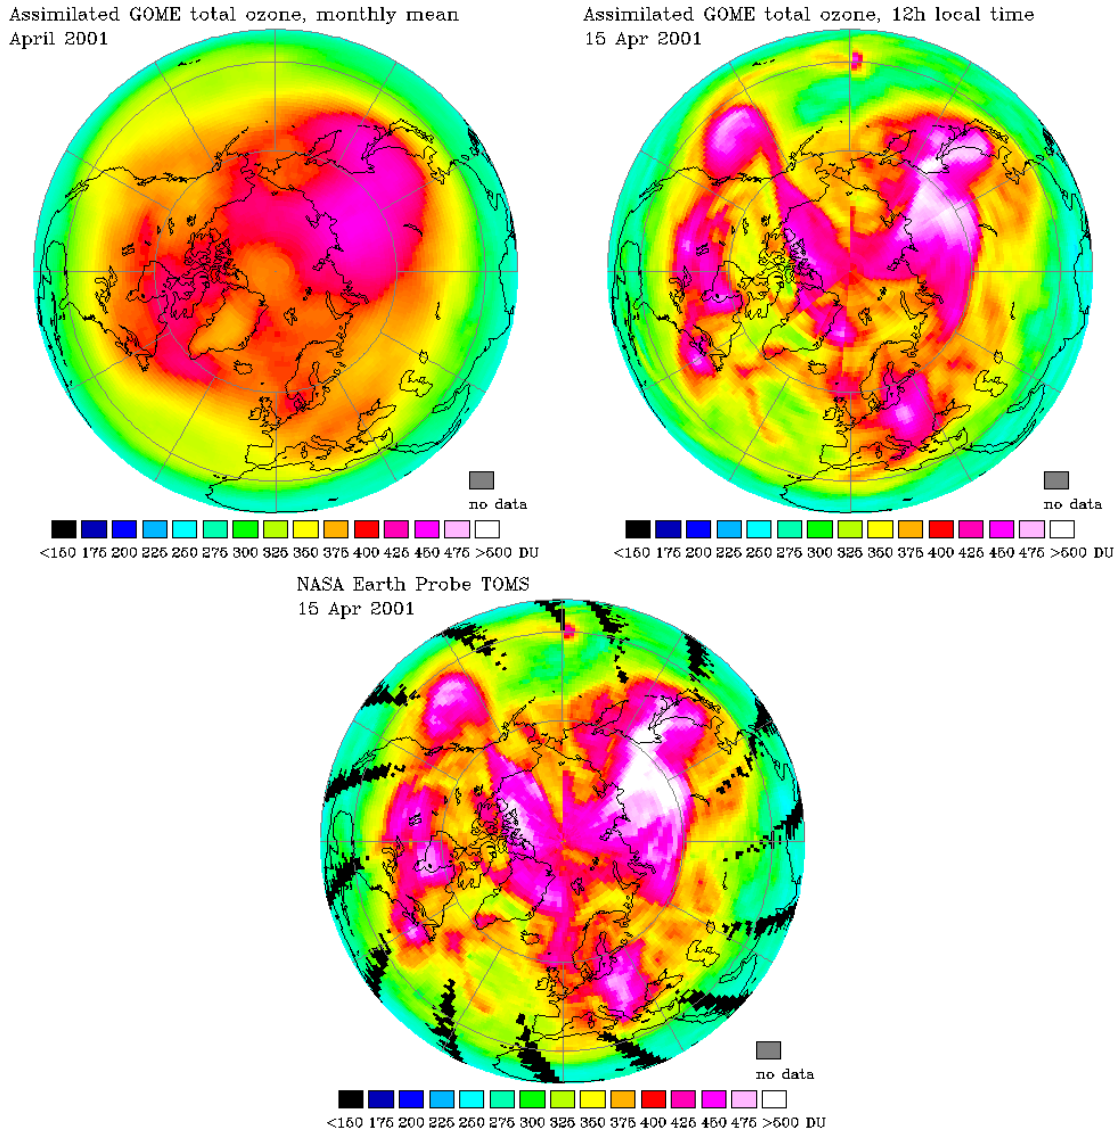 Assimilated GOME total ozone, monthly mean
April 2001
no data
<150 175 200 225 250 275 300 325 350 375 400 425 450 475 >500 DU
Assimilated GOME total ozone, 12h local time
15 Apr 2001
no data
<150 175 200 225 250 275 300 325 350 375 400 425 450 475 >500 DU
NASA Earth Probe TOMS
15 Apr 2001
no data
<150 175 200 225 250 275 300 325 350 375 400 425 450 475 >500 DU